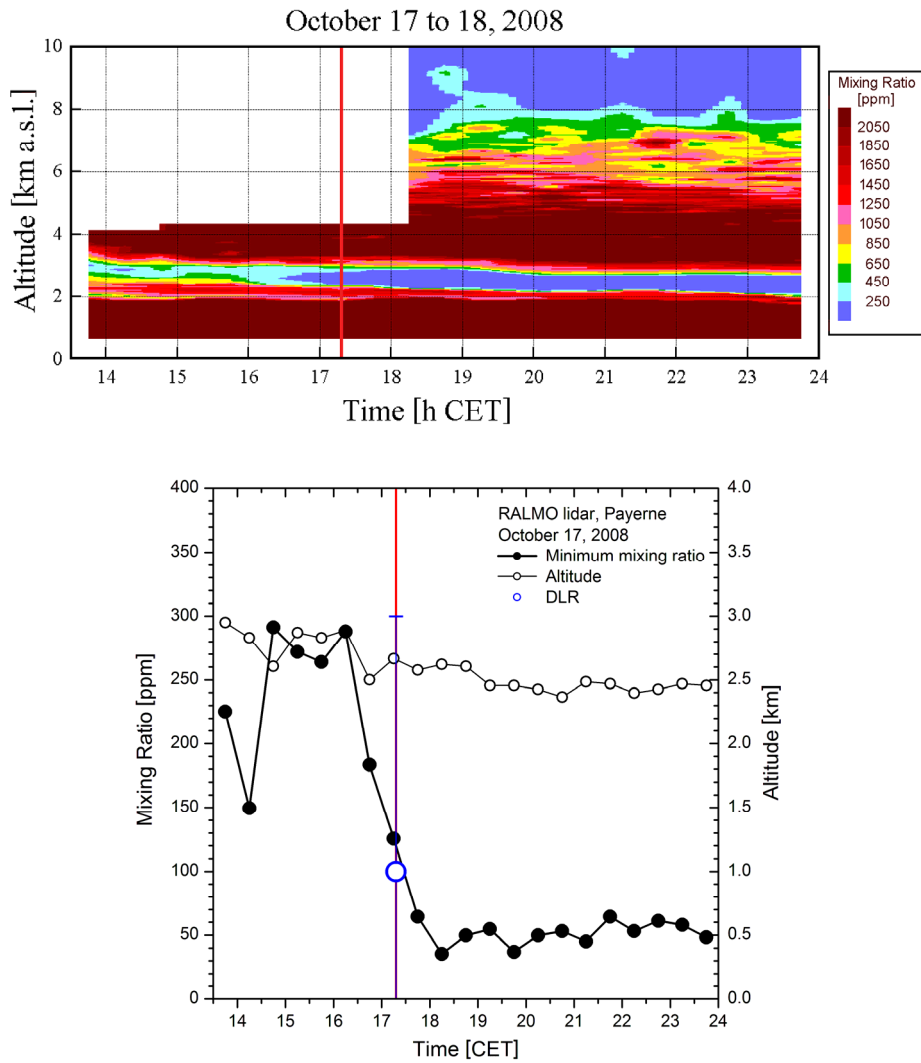 October 17 to 18, 2008
10
8
6
4
2
0
Altitude [km a.s.l.]
14 15 16 17 18 19 20 21 22 23 24
Time [h CET]
Mixing Ratio
[ppm]
2050
1850
1650
1450
1250
1050
850
650
450
250
400
350
300
250
200
150
100
50
0
Mixing Ratio [ppm]
RALMO lidar, Payerne
October 17, 2008
Minimum mixing ratio
Altitude
DLR
4.0
3.5
3.0
2.5
2.0
1.5
1.0
0.5
0.0
Altitude [km]
14 15 16 17 18 19 20 21 22 23 24
Time [CET]